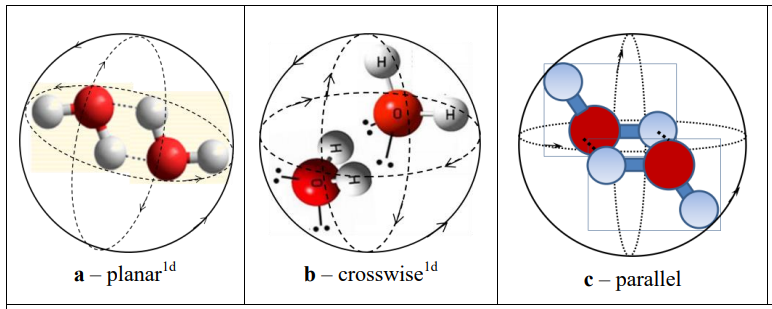 H
O
H
H
H
O
a – planar1d
b – crosswise1d
c – parallel